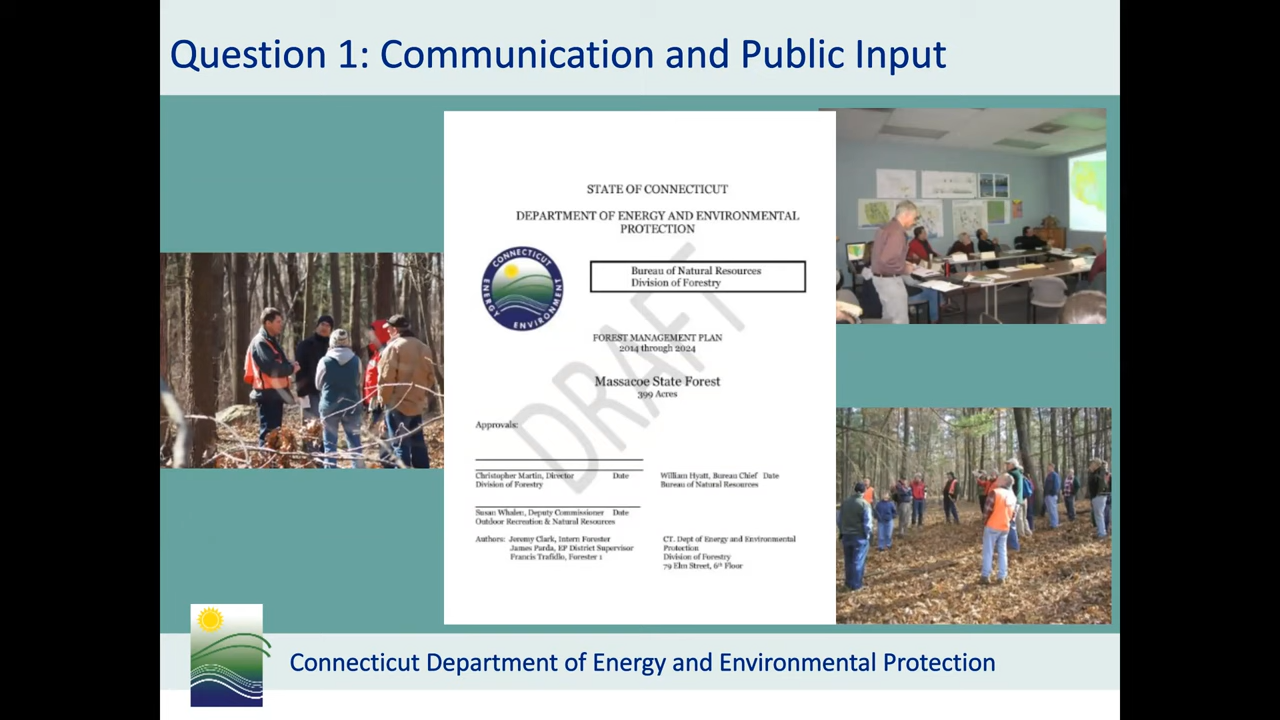 Question 1: Communication and Public Input
STATE OF CONNECTICUT
DEPARTMENT OF ENERGY AND ENVIRONMENTAL
PROTECTION
CONNECTICUT
ENERGY ENVIRONMENT
Bureau of Natural Resources
Division of Forestry
FOREST MANAGEMENT PLAN
2014 through 2024
Massacoe State Forest
399 Acres
DRAFT
Approvals:
Christopher Martin, Director Date
Division of Forestry
William Hyatt, Bureau Chief Date
Bureau of Natural Resources
Susan Whalen, Deputy Commissioner Date
Outdoor Recreation & Natural Resources
Authors: Jeremy Clark, Intern Forester
James Parda, EP District Supervisor
Francis Trafidlo, Forester 1
CT. Dept of Energy and Environmental
Protection
Division of Forestry
79 Elm Street, 6th Floor
Connecticut Department of Energy and Environmental Protection